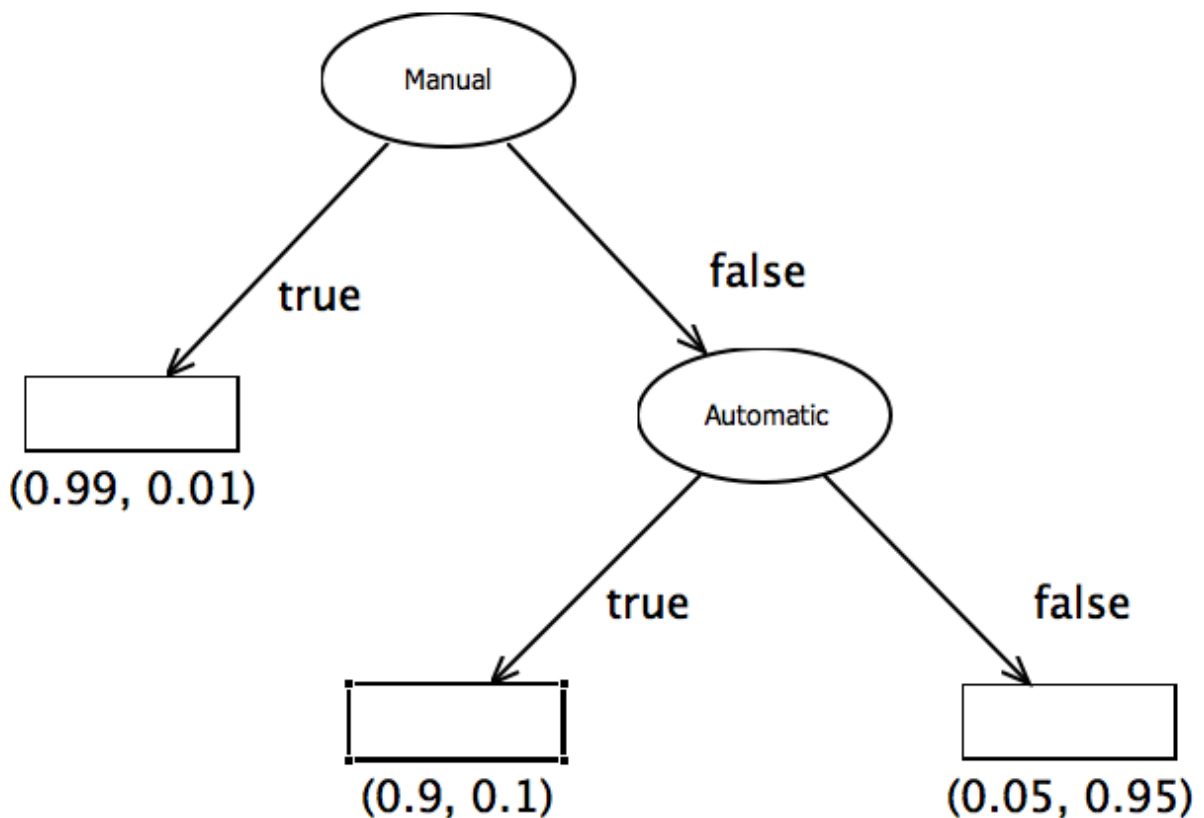 Manual
true
false
(0.99, 0.01)
Automatic
true
false
(0.9, 0.1)
(0.05, 0.95)